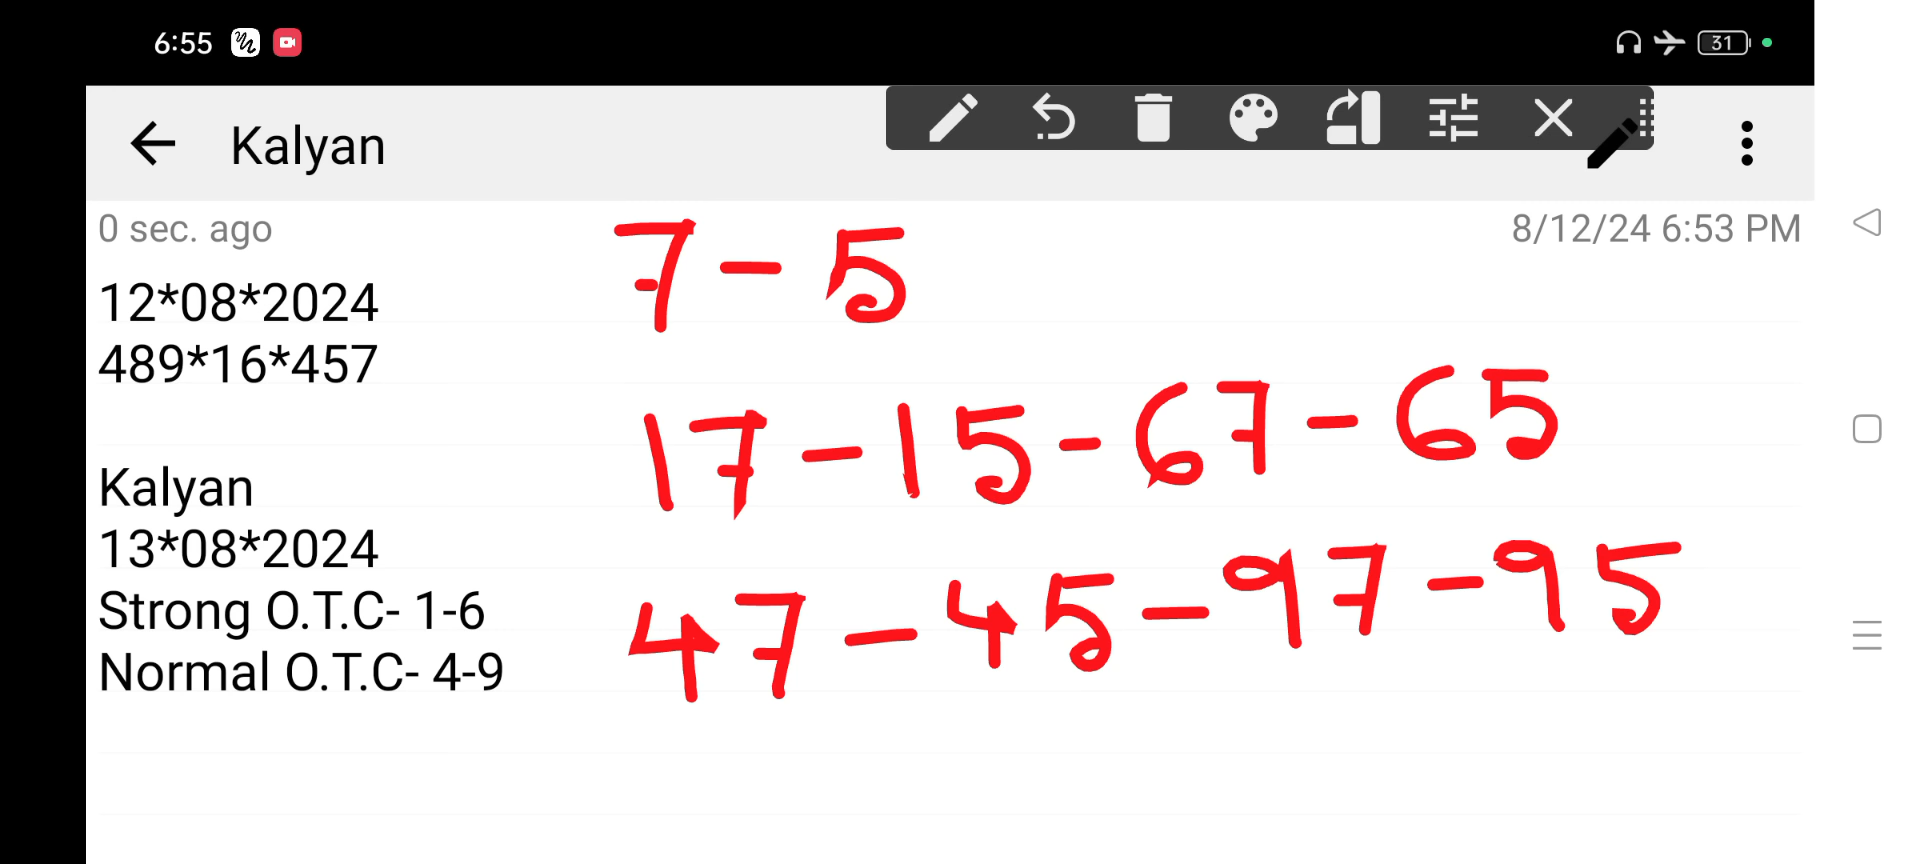 6:55
31
Kalyan
0 sec. ago
8/12/24 6:53 PM
7-5
12*08*2024
489*16*457
17-15-67-65
Kalyan
13*08*2024
Strong O.T.C- 1-6
47-45-97-95
Normal O.T.C- 4-9